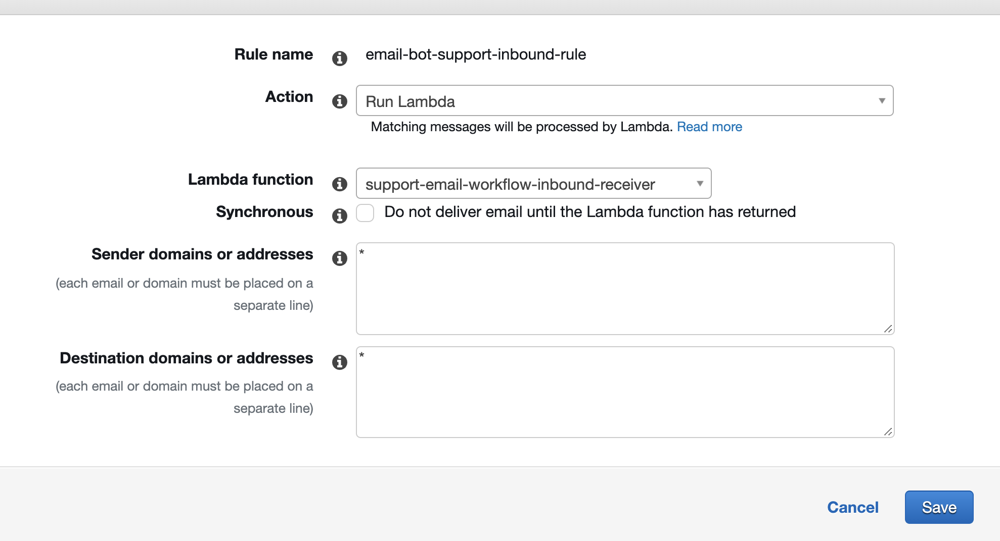 Rule name email-bot-support-inbound-rule
Action Run Lambda
Matching messages will be processed by Lambda. Read more
Lambda function support-email-workflow-inbound-receiver
Synchronous Do not deliver email until the Lambda function has returned
Sender domains or addresses *
(each email or domain must be placed on a
separate line)
Destination domains or addresses *
(each email or domain must be placed on a
separate line)
Cancel Save